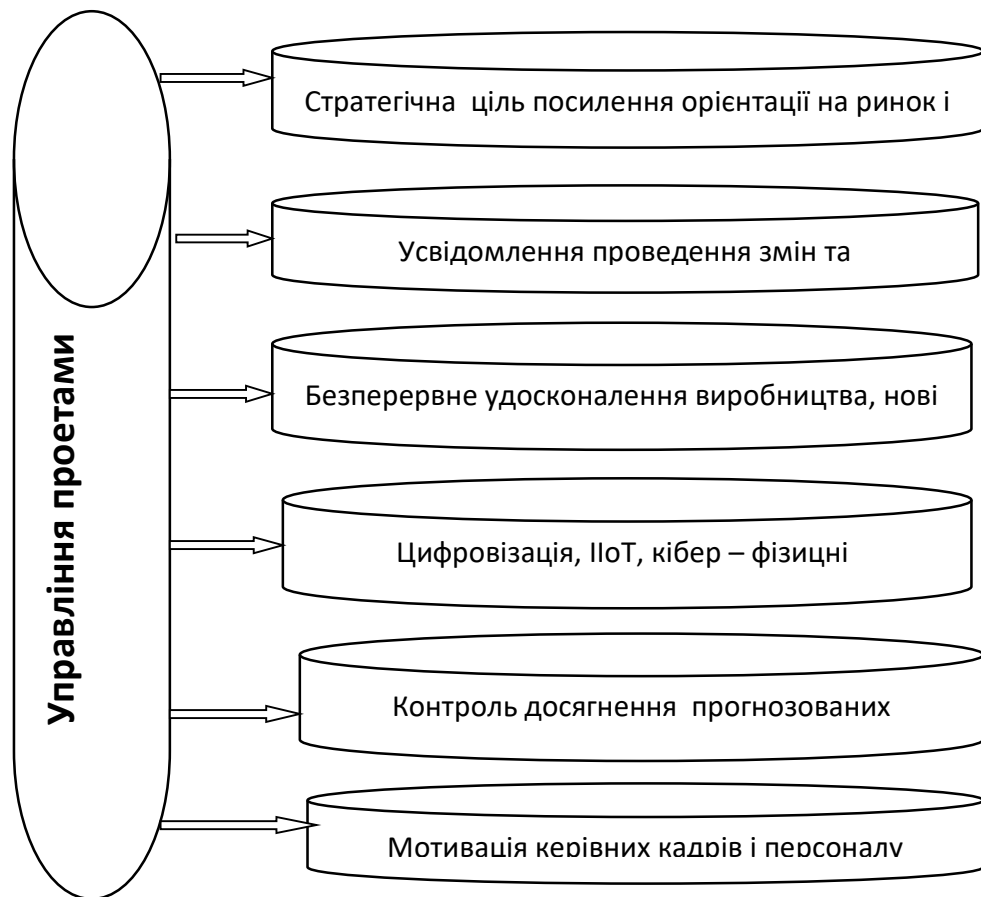 Управління проетами
Стратегічна ціль посилення орієнтації на ринок і
Усвідомлення проведення змін та
Безперервне удосконалення виробництва, нові
Цифровізація, IIoT, кібер – фізицні
Контроль досягнення прогнозованих
Мотивація керівних кадрів і персоналу